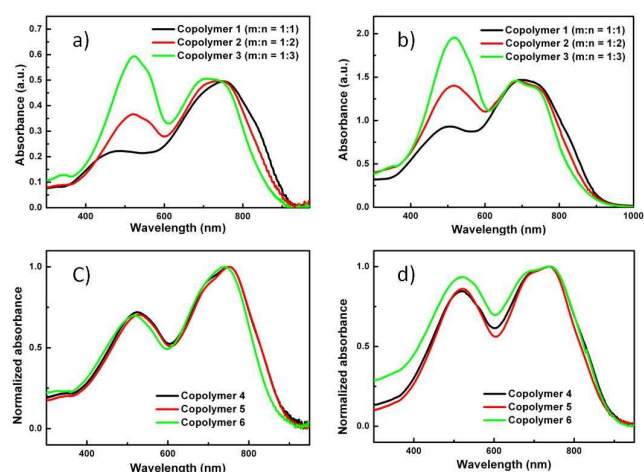 a)
Copolymer 1 (m:n = 1:1)
Copolymer 2 (m:n = 1:2)
Copolymer 3 (m:n = 1:3)
Absorbance (a.u.)
0.7
0.6
0.5
0.4
0.3
0.2
0.1
0.0
400 600 800
Wavelength (nm)
b)
Copolymer 1 (m:n = 1:1)
Copolymer 2 (m:n = 1:2)
Copolymer 3 (m:n = 1:3)
Absorbance (a.u.)
2.0
1.5
1.0
0.5
0.0
400 600 800 1000
Wavelength (nm)
C)
Copolymer 4
Copolymer 5
Copolymer 6
Normalized absorbance
1.0
0.5
0.0
400 600 800
Wavelength (nm)
d)
Copolymer 4
Copolymer 5
Copolymer 6
Normalized absorbance
1.0
0.5
0.0
400 600 800
Wavelength (nm)